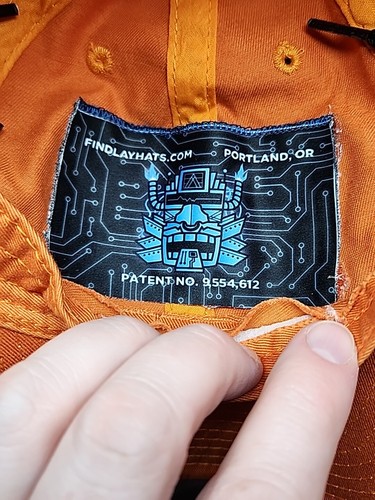 FINDLAYHATS.COM PORTLAND, OR
PATENT NO. 9,554,612